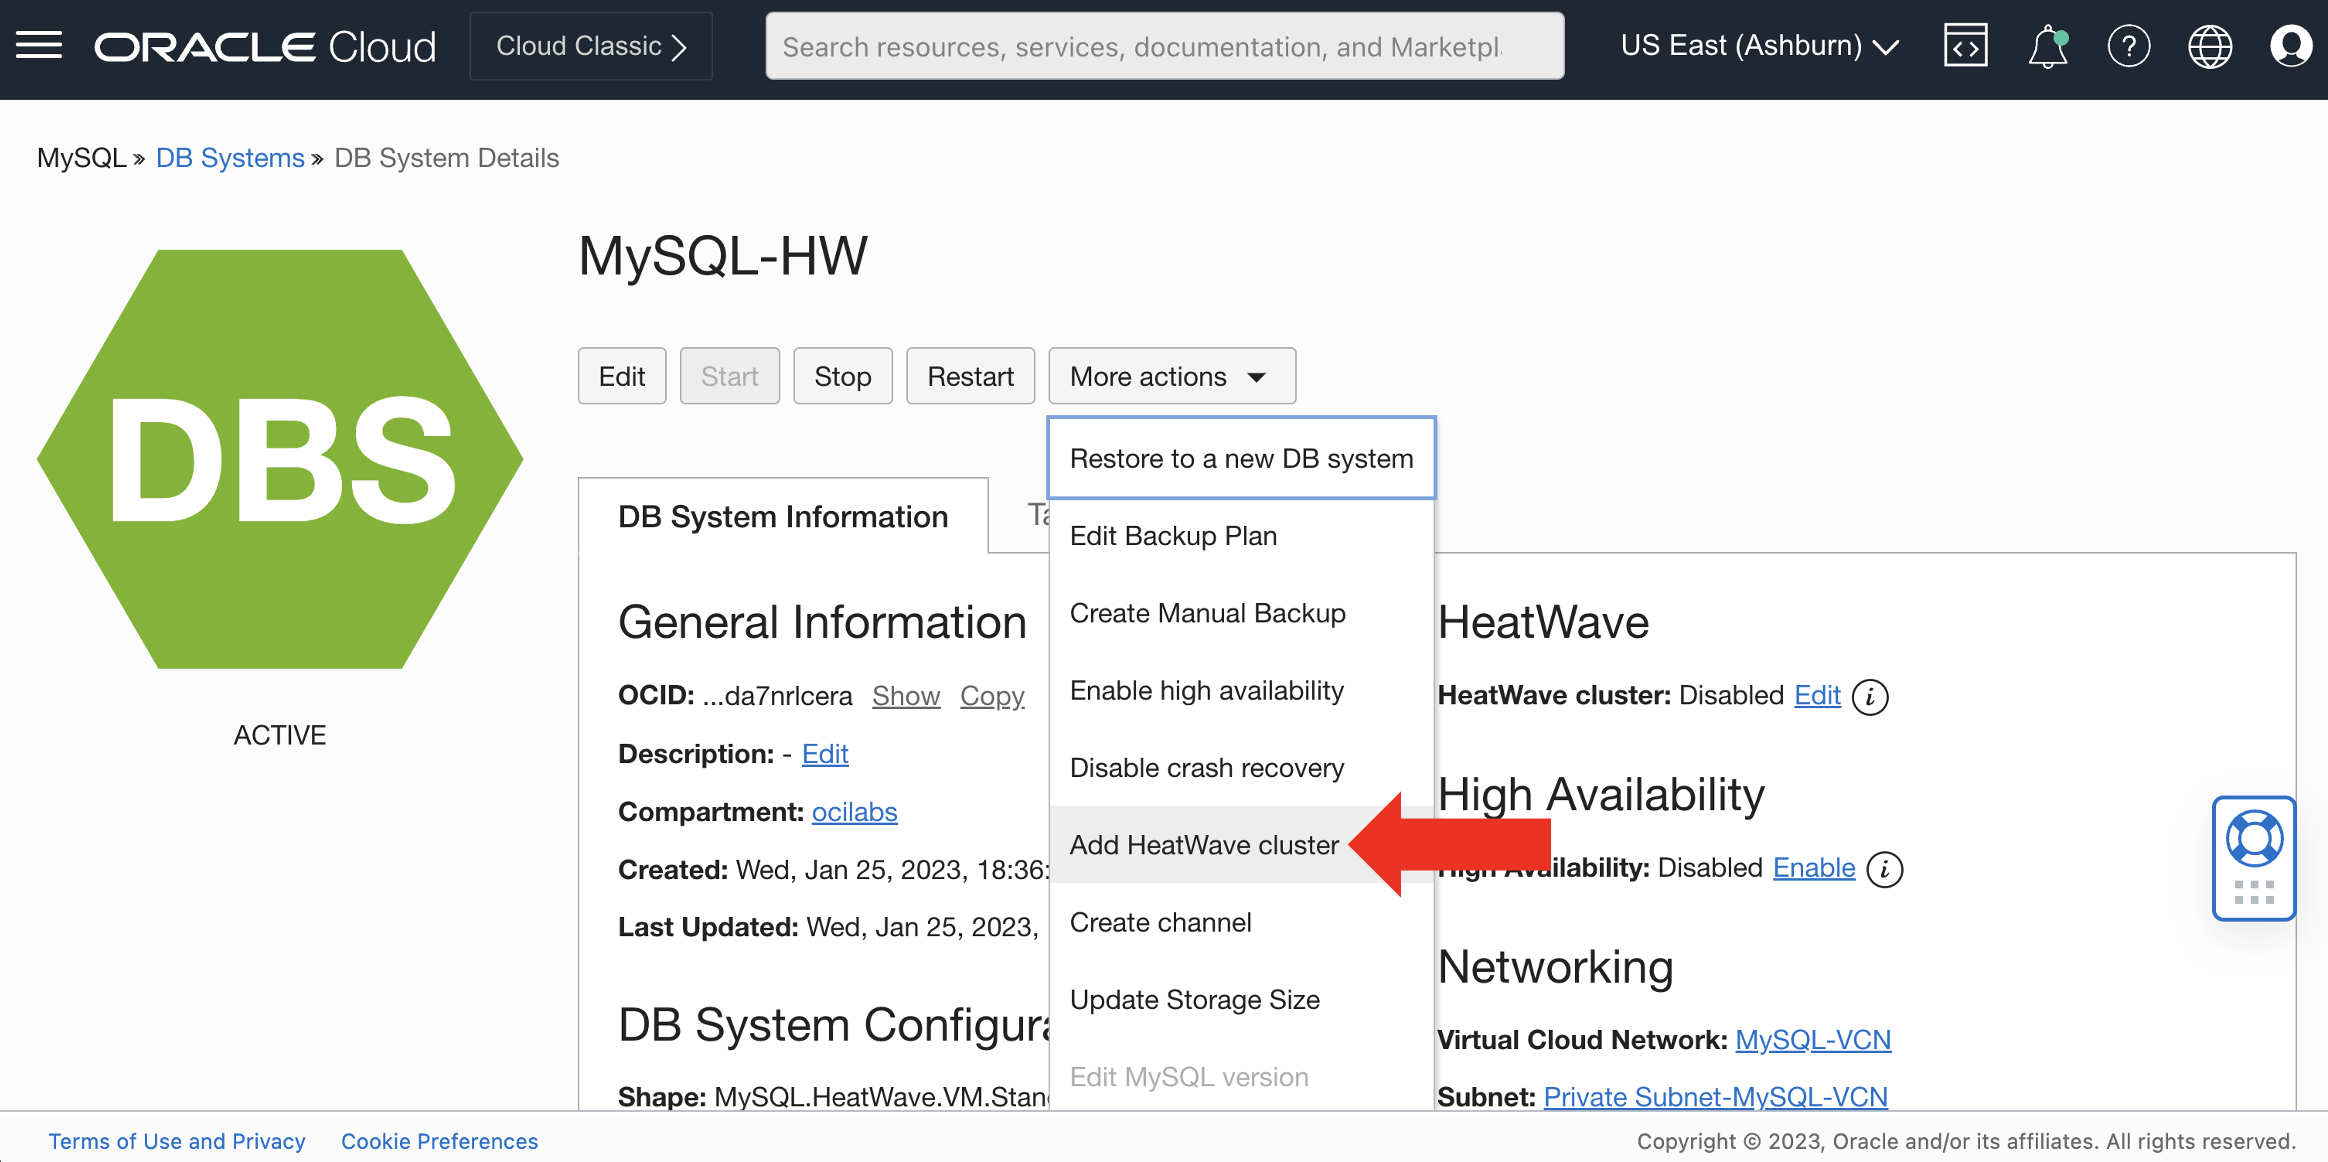 ORACLE Cloud
Cloud Classic
Search resources, services, documentation, and Marketpl
US East (Ashburn)
MySQL » DB Systems » DB System Details
DBS
ACTIVE
MySQL-HW
Edit
Start
Stop
Restart
More actions
Restore to a new DB system
Edit Backup Plan
Create Manual Backup
Enable high availability
Disable crash recovery
Add HeatWave cluster
Create channel
Update Storage Size
Edit MySQL version
DB System Information
General Information
OCID: ...da7nrlcera Show Copy
Description: - Edit
Compartment: ocilabs
Created: Wed, Jan 25, 2023, 18:36:
Last Updated: Wed, Jan 25, 2023,
DB System
Shape: MySQL.HeatWave.VM.
HeatWave
HeatWave cluster: Disabled Edit
High Availability
High Availability: Disabled Enable
Networking
Virtual Cloud Network: MySQL-VCN
Subnet: Private Subnet-MySQL-VCN
Terms of Use and Privacy
Cookie Preferences
Copyright © 2023, Oracle and/or its affiliates. All rights reserved.